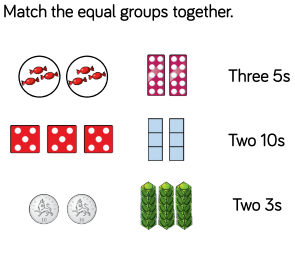 Match the equal groups together.
Three 5s
Two 10s
Two 3s